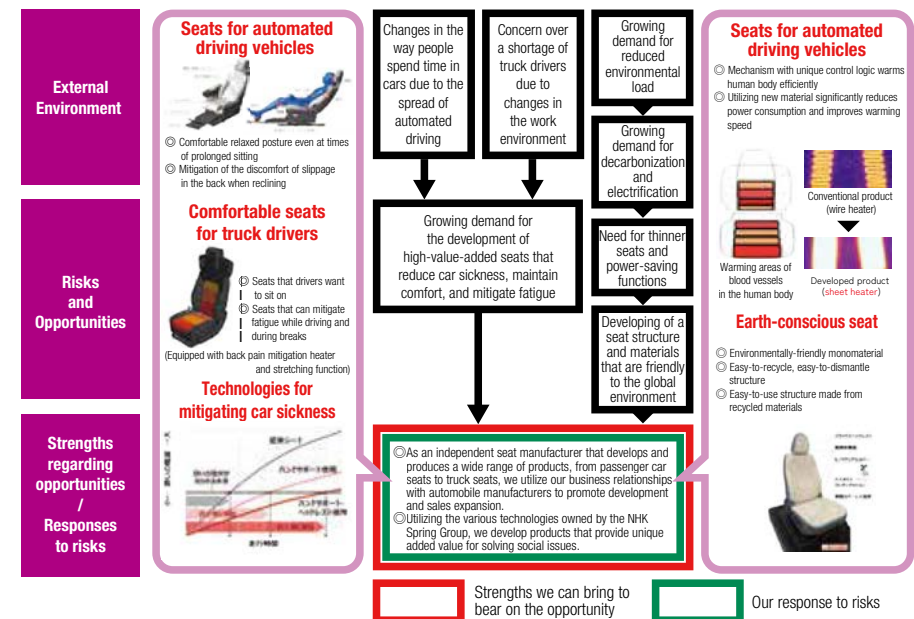 External
Environment
Risks
and
Opportunities
Strengths
regarding
opportunities
/
Responses
to risks
Seats for automated
driving vehicles
◎ Comfortable relaxed posture even at times
of prolonged sitting
◎ Mitigation of the discomfort of slippage
in the back when reclining
Comfortable seats
for truck drivers
◎ Seats that drivers want
to sit on
◎ Seats that can mitigate
fatigue while driving and
during breaks
(Equipped with back pain mitigation heater
and stretching function)
Technologies for
mitigating car sickness
従来シート
走行時間
Changes in the
way people
spend time in
cars due to the
spread of
automated
driving
Concern over
a shortage of
truck drivers
due to
changes in
the work
environment
Growing
demand for
reduced
environmental
load
Growing
demand for
decarbonization
and
electrification
Growing demand for
the development of
high-value-added seats that
reduce car sickness, maintain
comfort, and mitigate fatigue
Need for thinner
seats and
power-saving
functions
Developing of a
seat structure
and materials
that are friendly
to the global
environment
◎As an independent seat manufacturer that develops and
produces a wide range of products, from passenger car
seats to truck seats, we utilize our business relationships
with automobile manufacturers to promote development
and sales expansion.
◎Utilizing the various technologies owned by the NHK
Spring Group, we develop products that provide unique
added value for solving social issues.
Seats for automated
driving vehicles
◎ Mechanism with unique control logic warms
human body efficiently
◎ Utilizing new material significantly reduces
power consumption and improves warming
speed
Conventional product
(wire heater)
Warming areas of
blood vessels
in the human body
Developed product
(sheet heater)
Earth-conscious seat
◎ Environmentally-friendly monomaterial
◎ Easy-to-recycle, easy-to-dismantle
structure
◎ Easy-to-use structure made from
recycled materials
Strengths we can bring to
bear on the opportunity
Our response to risks